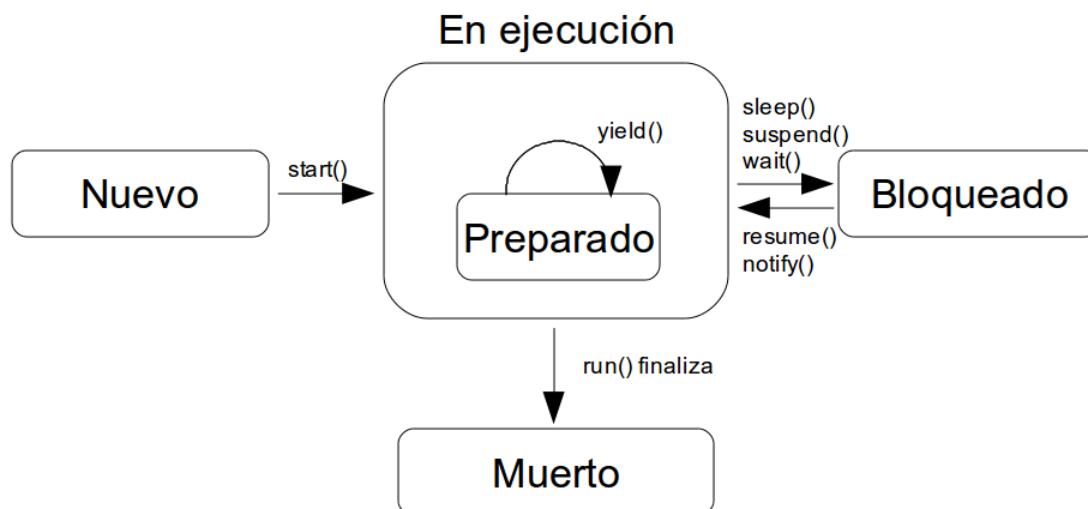 En ejecución
sleep()
suspend()
wait()
yield()
start()
Nuevo
Preparado
Bloqueado
resume()
notify()
run() finaliza
Muerto